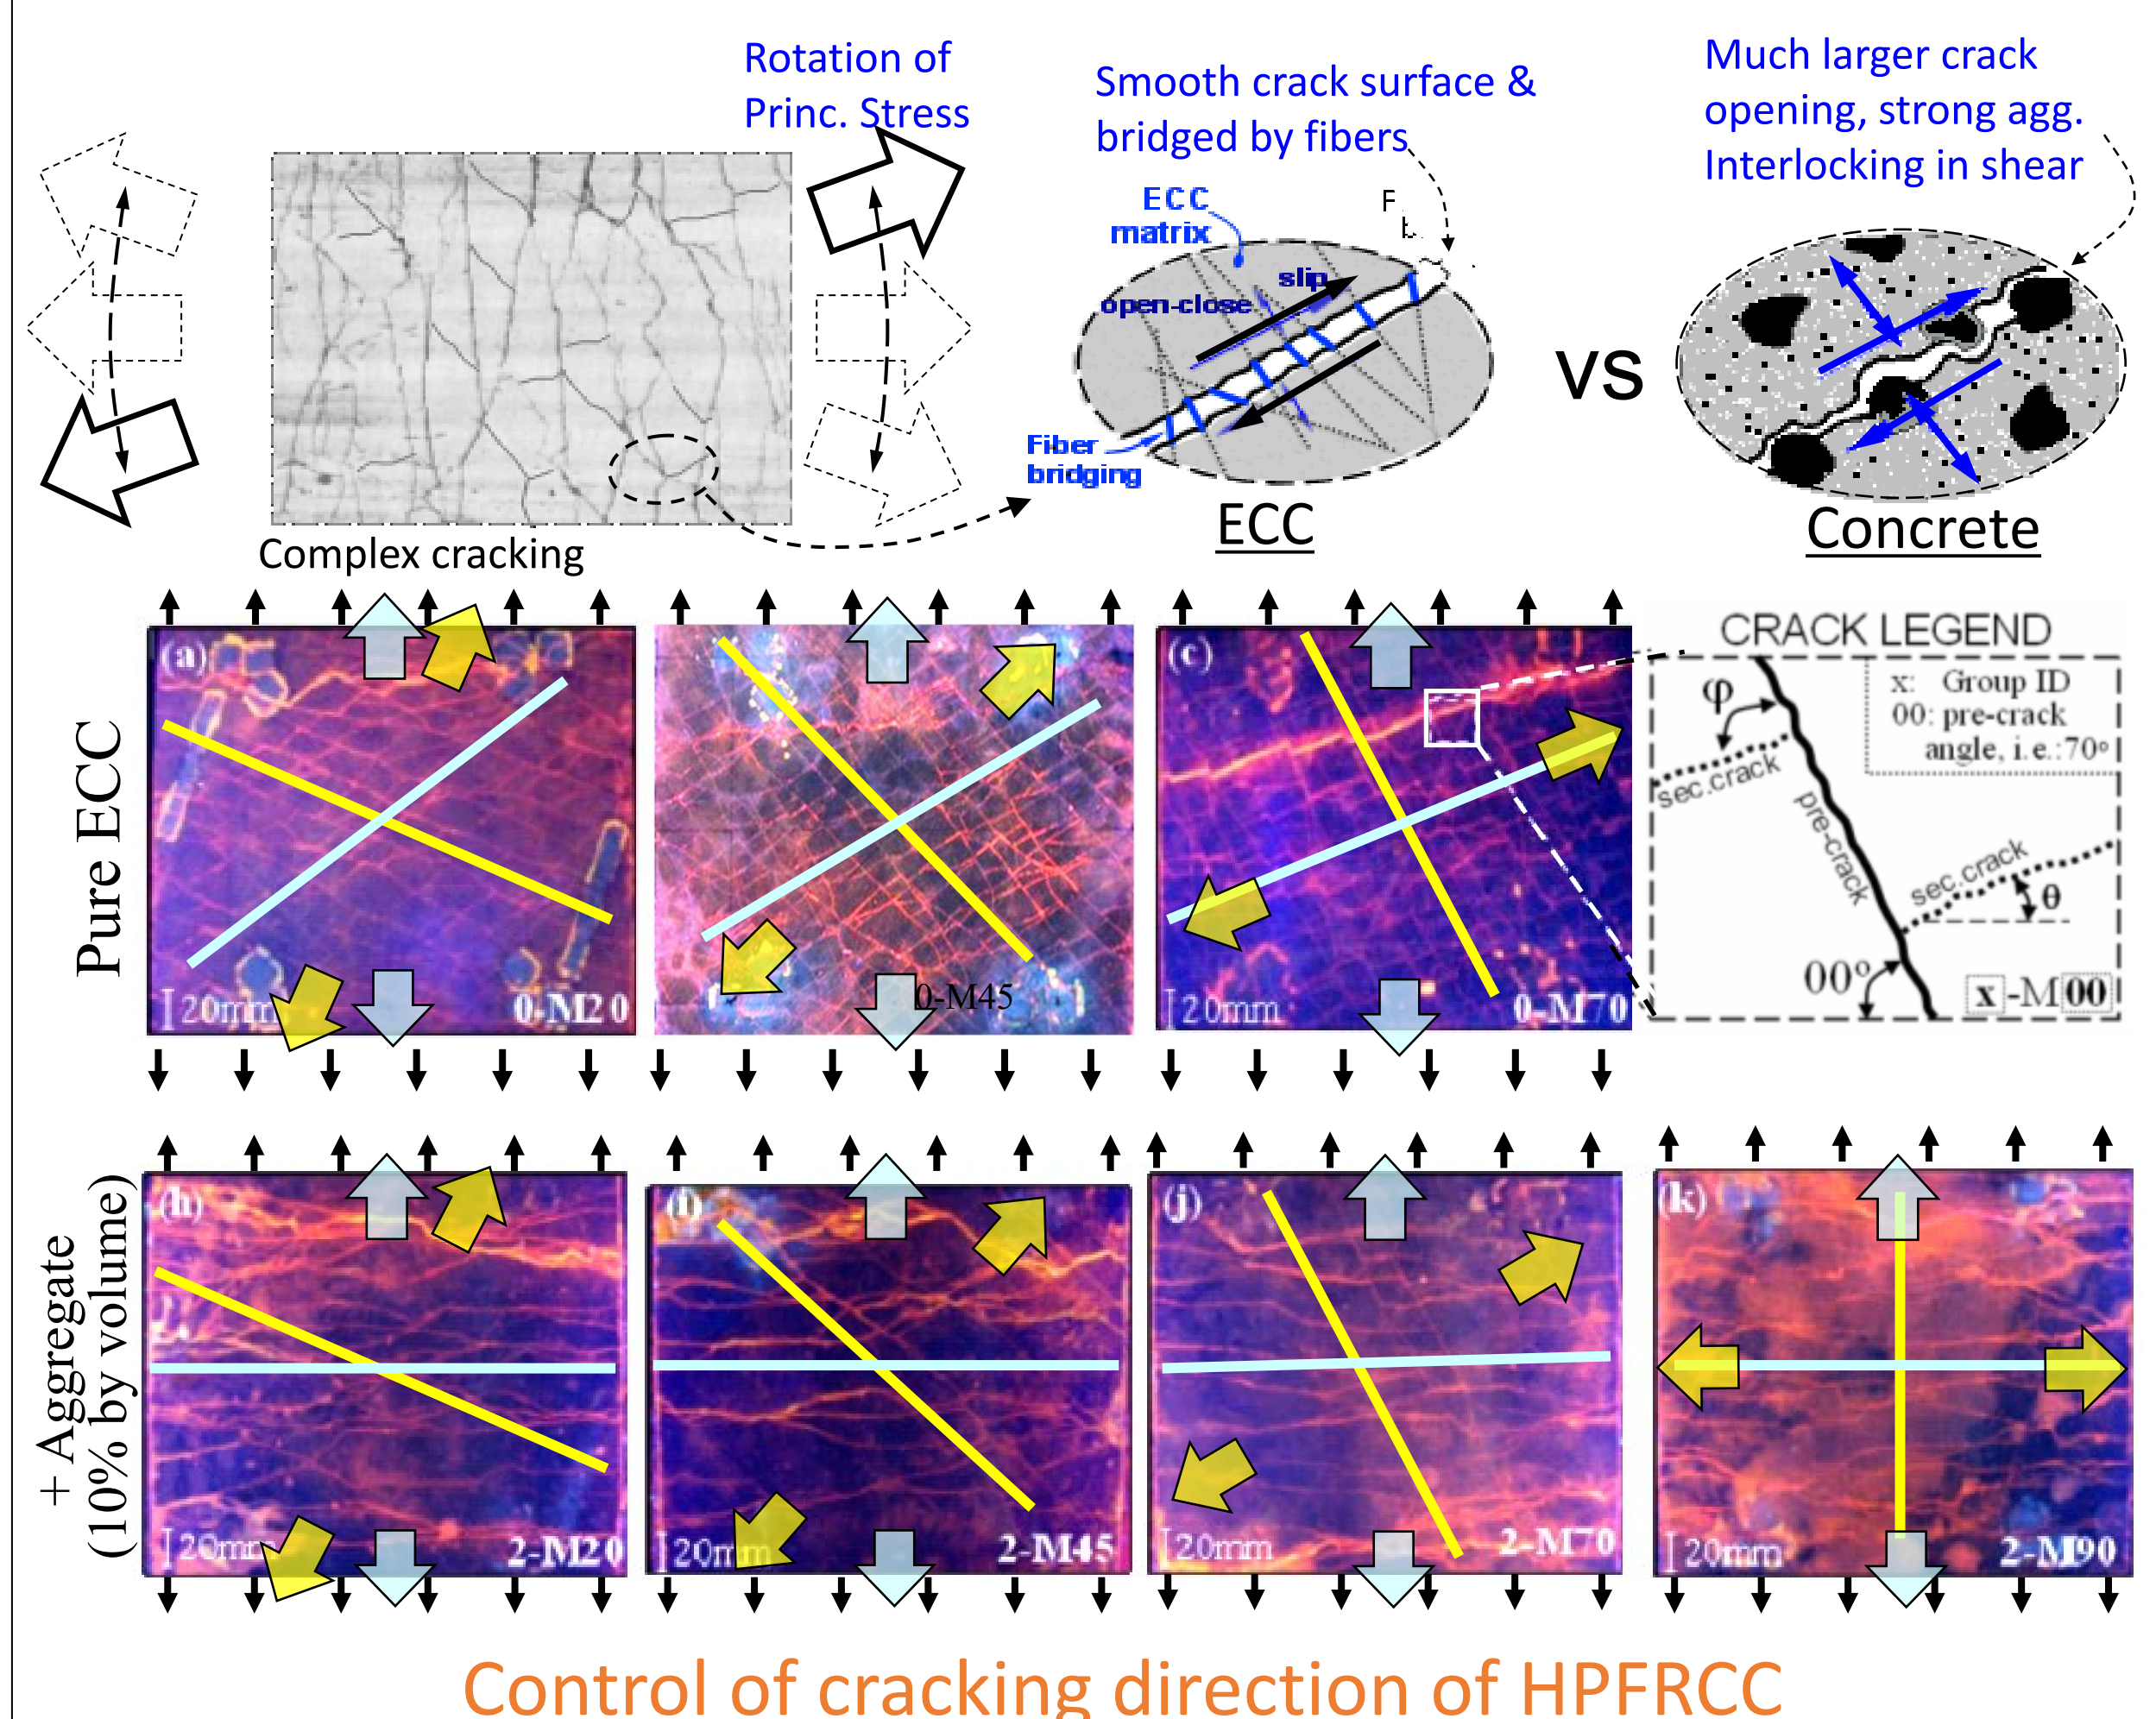 Rotation of
Princ. Stress
Smooth crack surface &
bridged by fibers
Much larger crack
opening, strong agg.
Interlocking in shear
ECC
matrix
F
slip
open-close
Fiber
bridging
vs
ECC
Concrete
Complex cracking
Pure ECC
(a)
20mm
0-M20
0-M45
(c)
20mm
0-M70
CRACK LEGEND
φ
x: Group ID
00: pre-crack
angle, i.e.:70º
sec.crack
pre-crack
sec.crack
θ
00º
x-M00
+ Aggregate
(10% by volume)
(h)
20mm
2-M20
(i)
20mm
2-M45
(j)
20mm
2-M70
(k)
20mm
2-M90
Control of cracking direction of HPFRCC